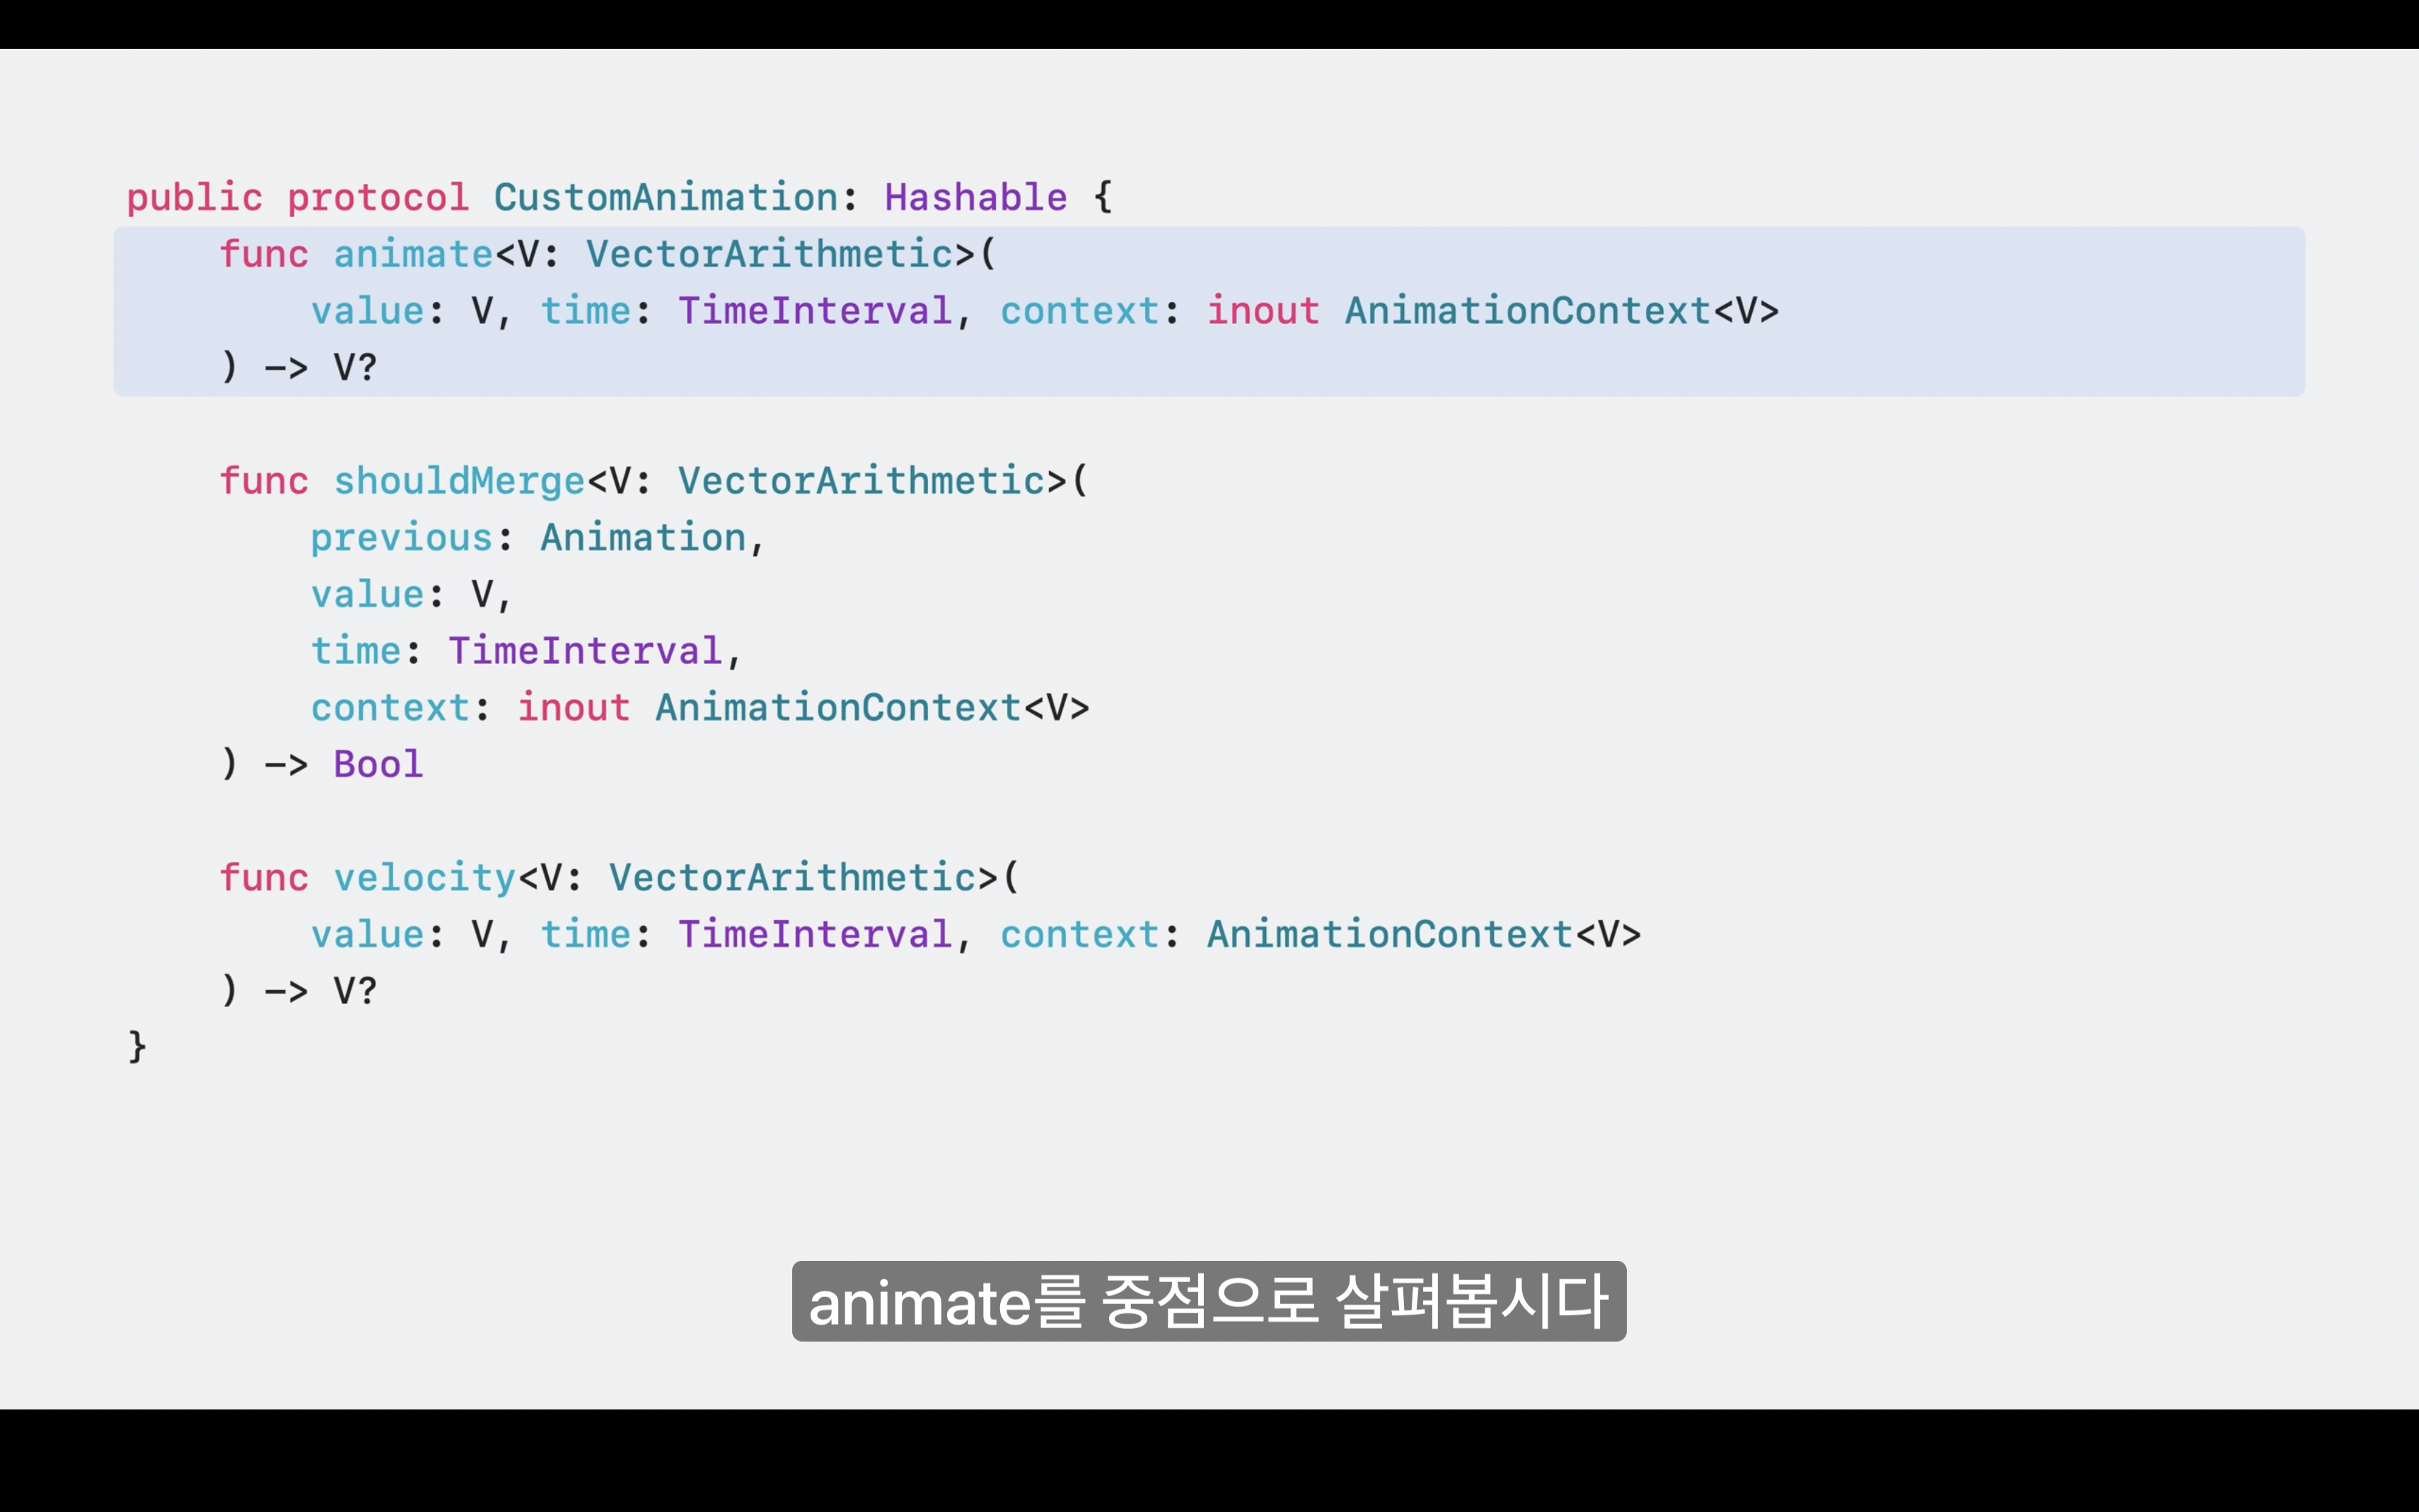 public protocol CustomAnimation: Hashable {
    func animate<V: VectorArithmetic>(
        value: V, time: TimeInterval, context: inout AnimationContext<V>
    ) -> V?

    func shouldMerge<V: VectorArithmetic>(
        previous: Animation,
        value: V,
        time: TimeInterval,
        context: inout AnimationContext<V>
    ) -> Bool

    func velocity<V: VectorArithmetic>(
        value: V, time: TimeInterval, context: AnimationContext<V>
    ) -> V?
}
animate를 중점으로 살펴봅시다